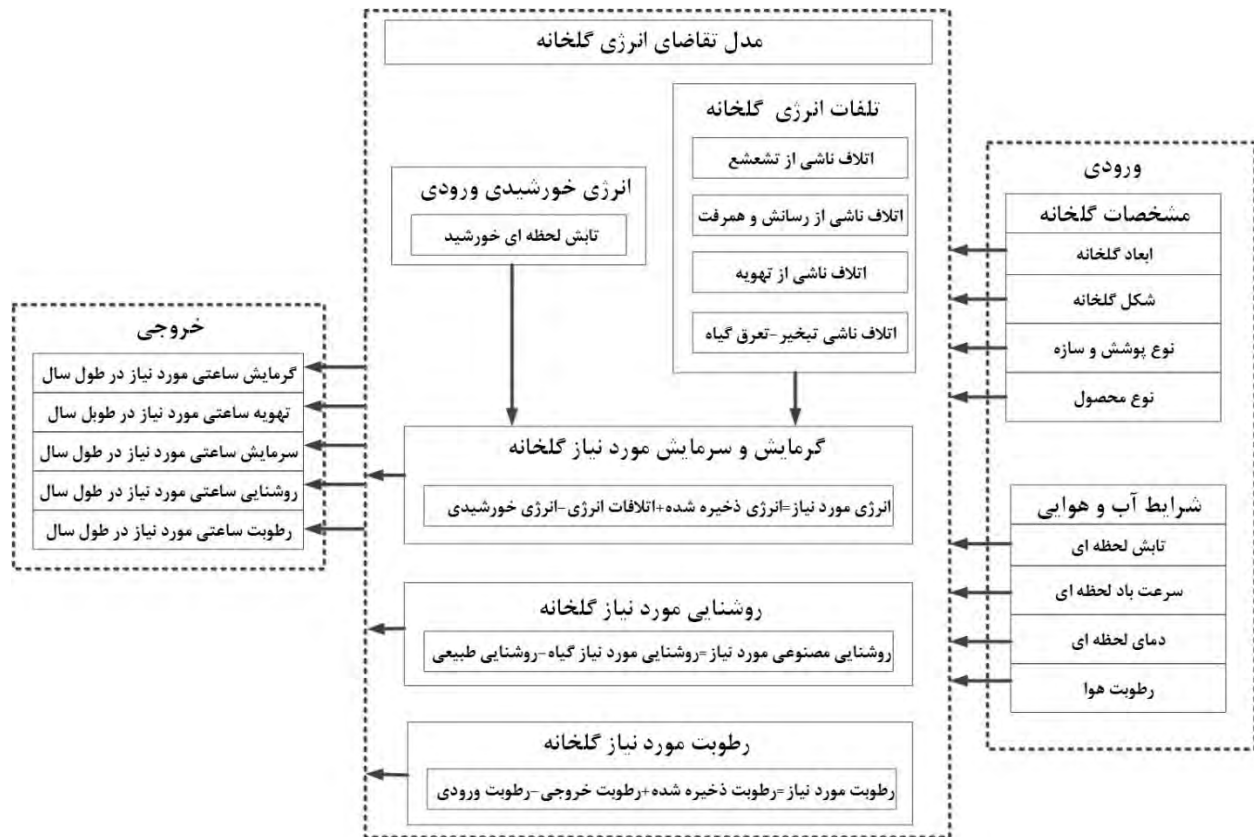 مدل تقاضای انرژی گلخانه
ورودی
مشخصات گلخانه
ابعاد گلخانه
شکل گلخانه
نوع پوشش و سازه
نوع محصول
شرایط آب و هوایی
تابش لحظه ای
سرعت باد لحظه ای
دمای لحظه ای
رطوبت هوا
تلفات انرژی گلخانه
اتلاف ناشی از تشعشع
اتلاف ناشی از رسانش و همرفت
اتلاف ناشی از تهویه
اتلاف ناشی تبخیر-تعرق گیاه
انرژی خورشیدی ورودی
تابش لحظه ای خورشید
گرمایش و سرمایش مورد نیاز گلخانه
انرژی مورد نیاز=انرژی ذخیره شده+اتلافات انرژی-انرژی خورشیدی
روشنایی مورد نیاز گلخانه
روشنایی مصنوعی مورد نیاز=روشنایی مورد نیاز گیاه-روشنایی طبیعی
رطوبت مورد نیاز گلخانه
رطوبت مورد نیاز=رطوبت ذخیره شده+رطوبت خروجی-رطوبت ورودی
خروجی
گرمایش ساعتی مورد نیاز در طول سال
تهویه ساعتی مورد نیاز در طوبل سال
سرمایش ساعتی مورد نیاز در طول سال
روشنایی ساعتی مورد نیاز در طول سال
رطوبت ساعتی مورد نیاز در طول سال